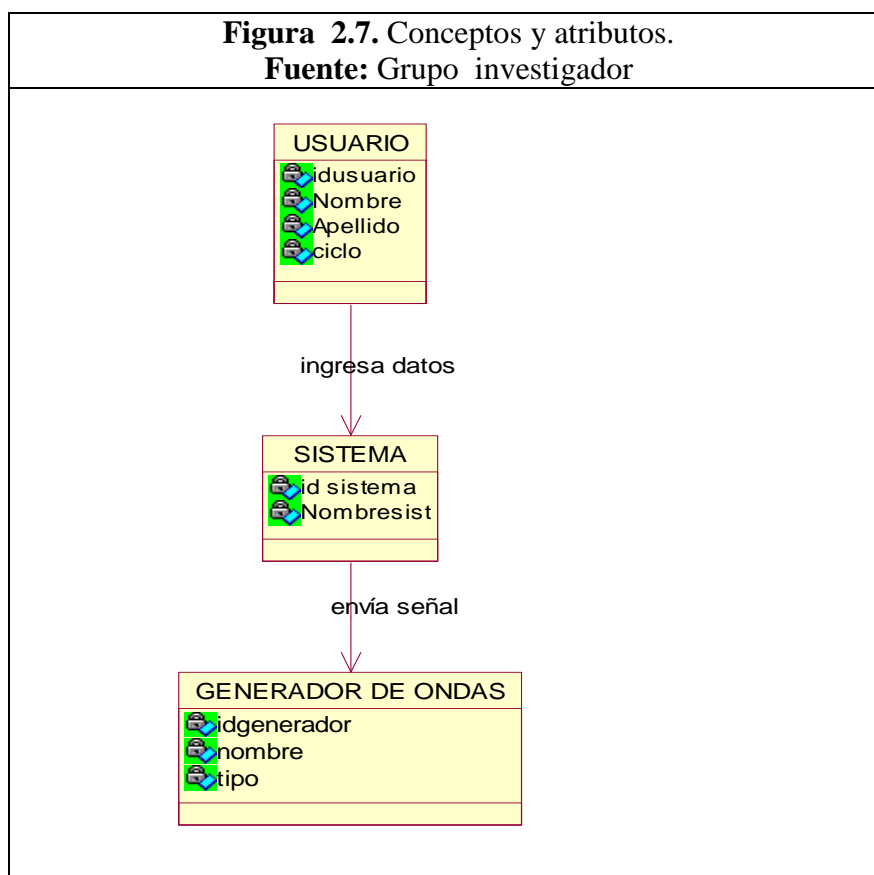 Figura 2.7. Conceptos y atributos.
Fuente: Grupo investigador
USUARIO
idusuario
Nombre
Apellido
ciclo
ingresa datos
SISTEMA
id sistema
Nombresist
envía señal
GENERADOR DE ONDAS
idgenerador
nombre
tipo